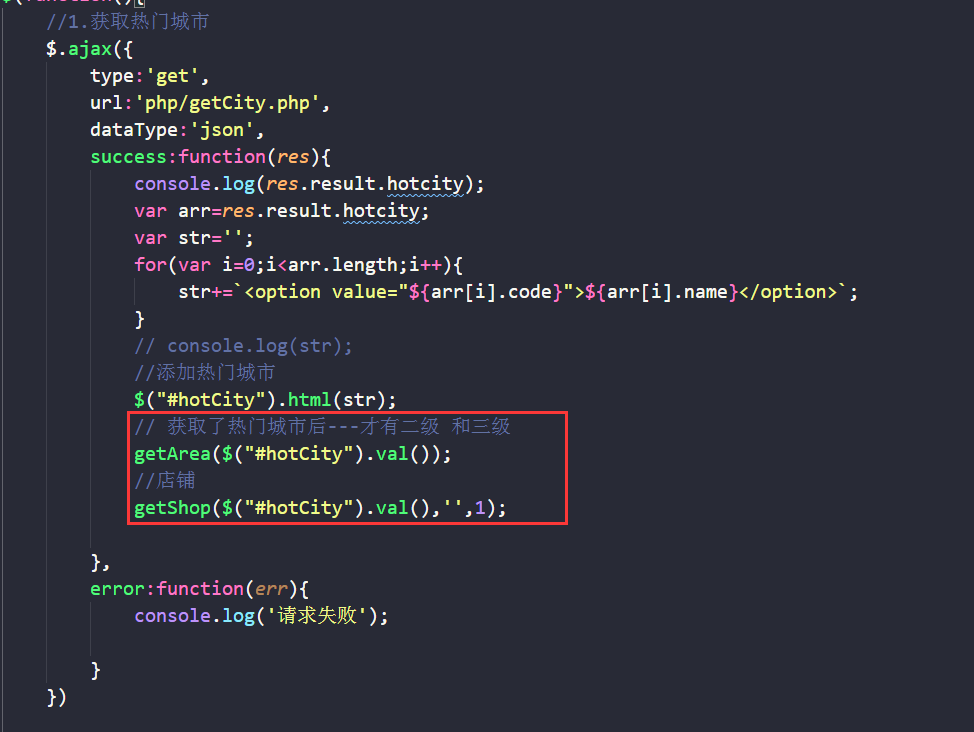 $(function(){
//1.获取热门城市
$.ajax({
type:'get',
url:'php/getCity.php',
dataType:'json',
success:function(res){
console.log(res.result.hotcity);
var arr=res.result.hotcity;
var str='';
for(var i=0;i<arr.length;i++){
str+=`<option value="${arr[i].code}">${arr[i].name}</option>`;
}
// console.log(str);
//添加热门城市
$("#hotCity").html(str);
// 获取了热门城市后---才有二级 和三级
getArea($("#hotCity").val());
//店铺
getShop($("#hotCity").val(),'',1);
},
error:function(err){
console.log('请求失败');
}
})